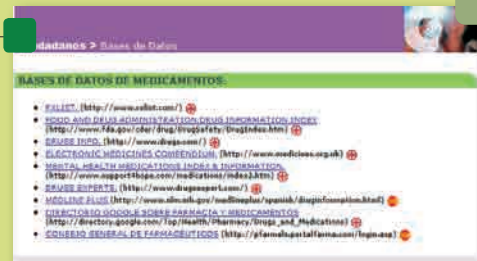 Ciudadanos > Bases de Datos
BASES DE DATOS DE MEDICAMENTOS:
RXLIST. (http://www.rxlist.com/)
FOOD AND DRUG ADMINISTRATION DRUG INFORMATION INDEX
(http://www.fda.gov/cder/drug/DrugSafety/DrugIndex.htm)
DRUGS INFO. (http://www.drugs.com/)
ELECTRONIC MEDICINES COMPENDIUM. (http://www.medicines.org.uk)
MENTAL HEALTH MEDICATIONS INDEX & INFORMATION.
(http://www.support4hope.com/medications/index2.htm)
DRUGS EXPERTS. (http://www.drugsexpert.com/)
MEDLINE PLUS (http://www.nlm.nih.gov/medlineplus/spanish/druginformation.html)
DIRECTORIO GOOGLE SOBRE FARMACIA Y MEDICAMENTOS
(http://directory.google.com/Top/Health/Pharmacy/Drugs_and_Medications)
CONSEJO GENERAL DE FARMACÉUTICOS (http://pfarmals.portalfarma.com/login.asp)